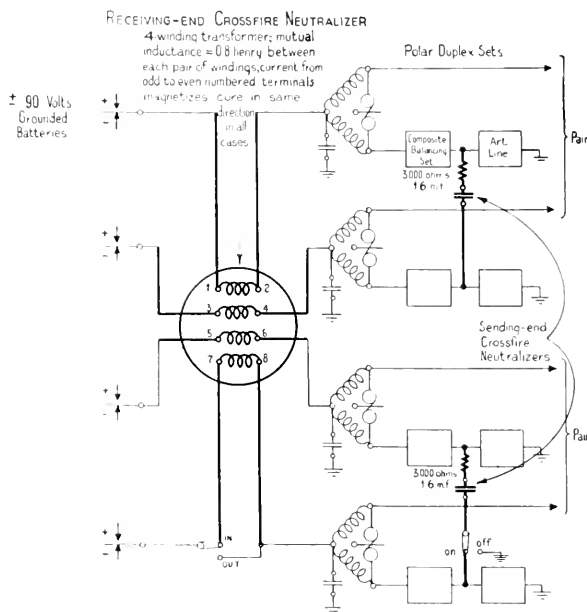 RECEIVING-END CROSSFIRE NEUTRALIZER
4-winding transformer; mutual
inductance = 0.8 henry between
each pair of windings, current from
odd to even numbered terminals
magnetizes core in same
direction
in all
cases
± 90 Volts
Grounded
Batteries
Polar Duplex Sets
Composite
Balancing
Set
Art.
Line
3000 ohms
1.6 m.f.
Pair
+
-
+
-
1
2
3
4
5
6
7
8
Sending-end
Crossfire
Neutralizers
+
-
3000 ohms
1.6 m.f.
Pair
+
-
IN
OUT
on
off